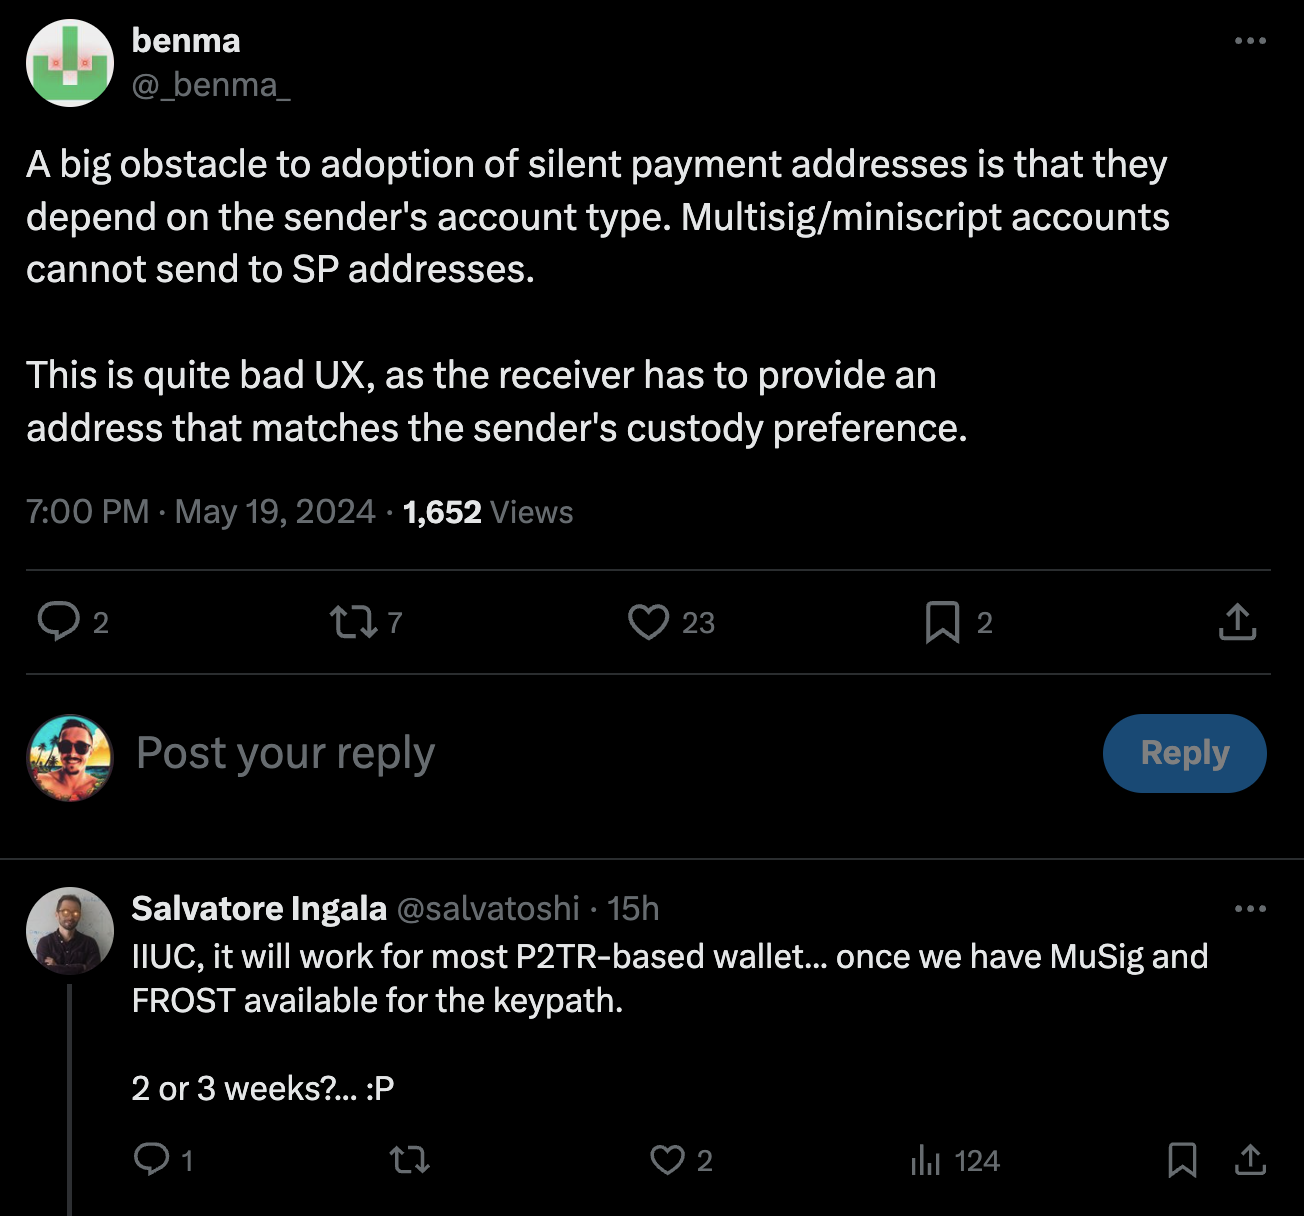 benma
@_benma_
A big obstacle to adoption of silent payment addresses is that they
depend on the sender's account type. Multisig/miniscript accounts
cannot send to SP addresses.
This is quite bad UX, as the receiver has to provide an
address that matches the sender's custody preference.
7:00 PM · May 19, 2024 · 1,652 Views
2 7 23 2
Post your reply
Reply
Salvatore Ingala @salvatoshi · 15h
IIUC, it will work for most P2TR-based wallet... once we have MuSig and
FROST available for the keypath.
2 or 3 weeks?... :P
1 2 124